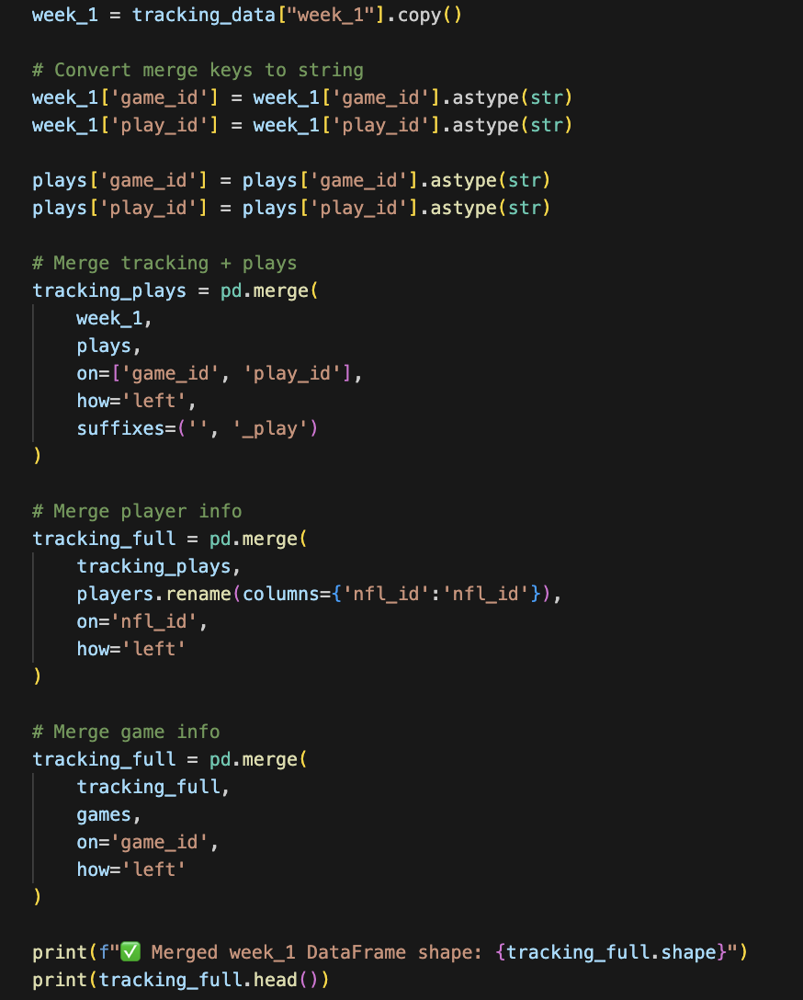 week_1 = tracking_data["week_1"].copy()
# Convert merge keys to string
week_1['game_id'] = week_1['game_id'].astype(str)
week_1['play_id'] = week_1['play_id'].astype(str)
plays['game_id'] = plays['game_id'].astype(str)
plays['play_id'] = plays['play_id'].astype(str)
# Merge tracking + plays
tracking_plays = pd.merge(
    week_1,
    plays,
    on=['game_id', 'play_id'],
    how='left',
    suffixes=('', '_play')
)
# Merge player info
tracking_full = pd.merge(
    tracking_plays,
    players.rename(columns={'nfl_id':'nfl_id'}),
    on='nfl_id',
    how='left'
)
# Merge game info
tracking_full = pd.merge(
    tracking_full,
    games,
    on='game_id',
    how='left'
)
print(f"✅ Merged week_1 DataFrame shape: {tracking_full.shape}")
print(tracking_full.head())